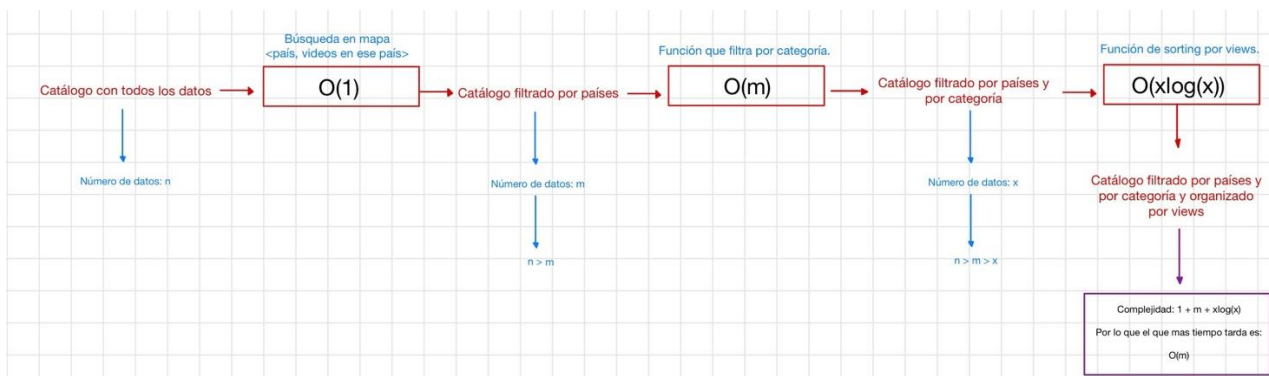 Búsqueda en mapa
<país, videos en ese país>
Función que filtra por categoría.
Función de sorting por views.
Catálogo con todos los datos
O(1)
Catálogo filtrado por países
O(m)
Catálogo filtrado por países y
por categoría
O(xlog(x))
Número de datos: n
Número de datos: m
Número de datos: x
Catálogo filtrado por países y
por categoría y organizado
por views
n > m
n > m > x
Complejidad: 1 + m + xlog(x)
Por lo que el que mas tiempo tarda es:
O(m)